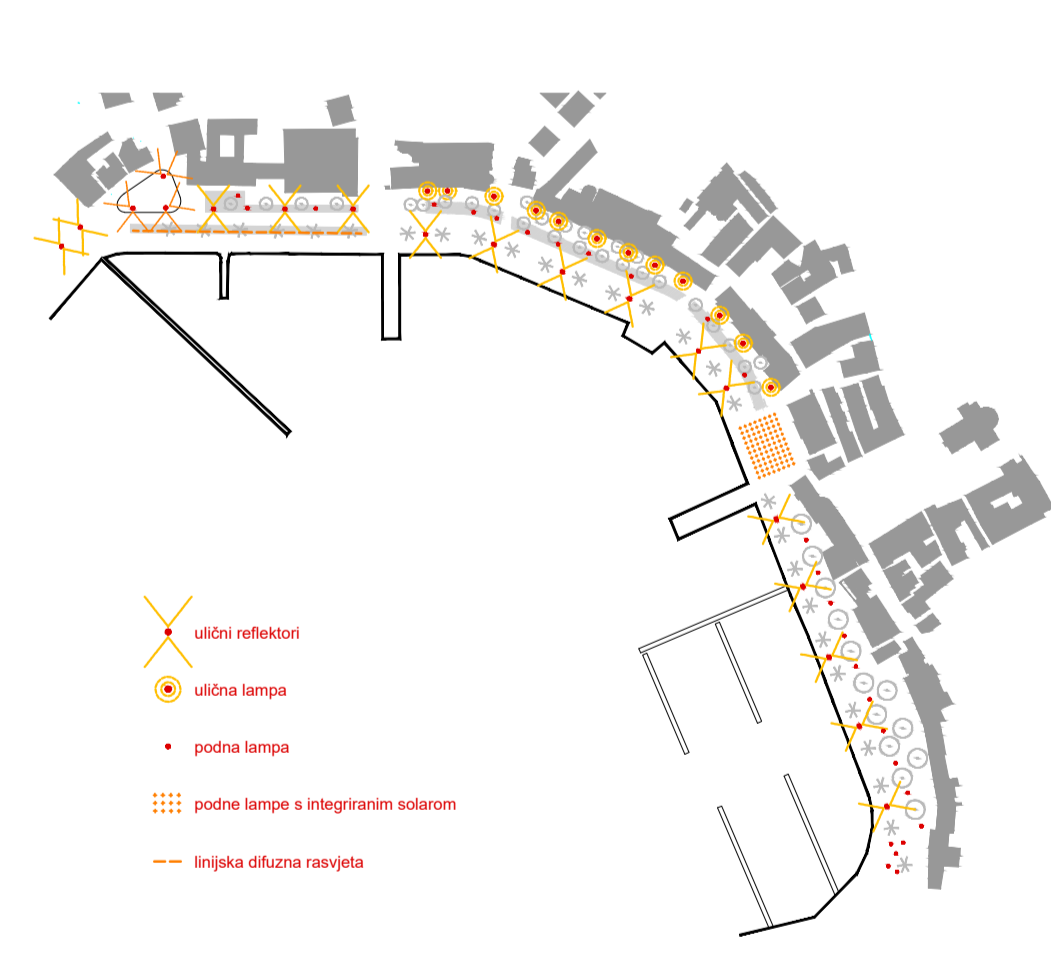 ulični reflektori
ulična lampa
podna lampa
podne lampe s integriranim solarom
linijska difuzna rasvjeta